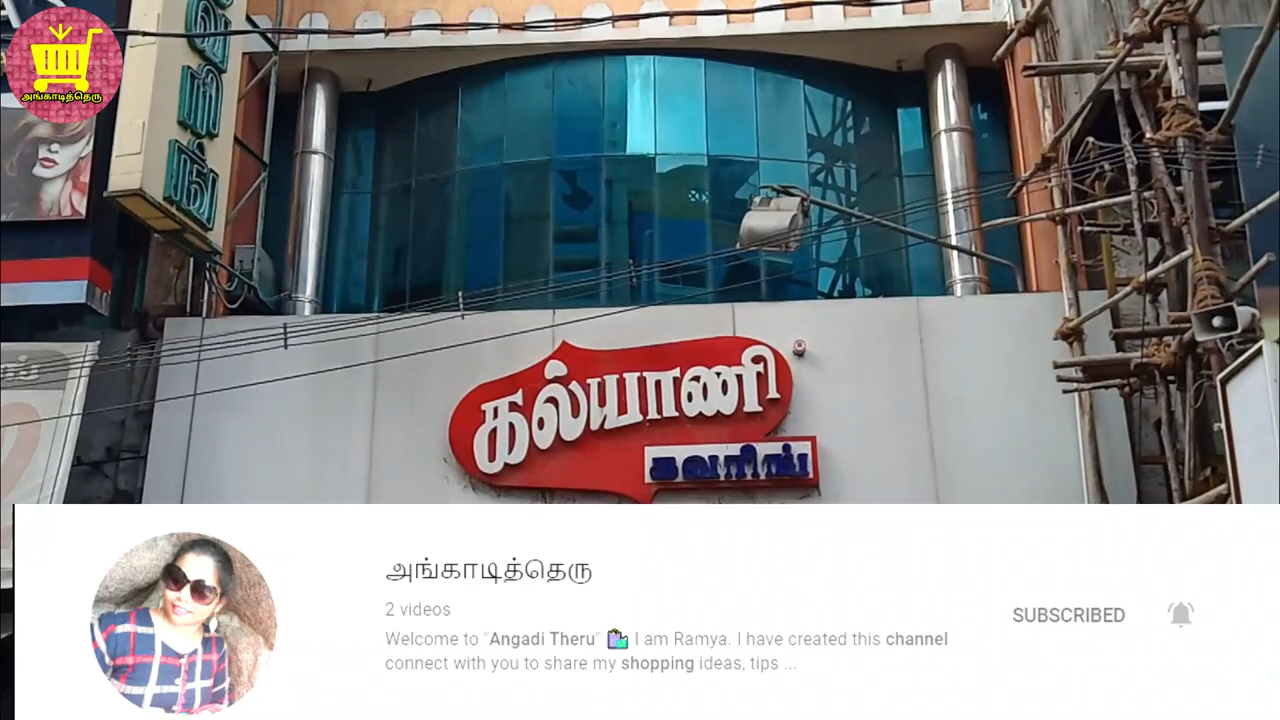 அங்காடித்தெரு
கல்யாணி
கவரிங்
அங்காடித்தெரு
2 videos
SUBSCRIBED
Welcome to "Angadi Theru" 🛍️ I am Ramya. I have created this channel
connect with you to share my shopping ideas, tips ...